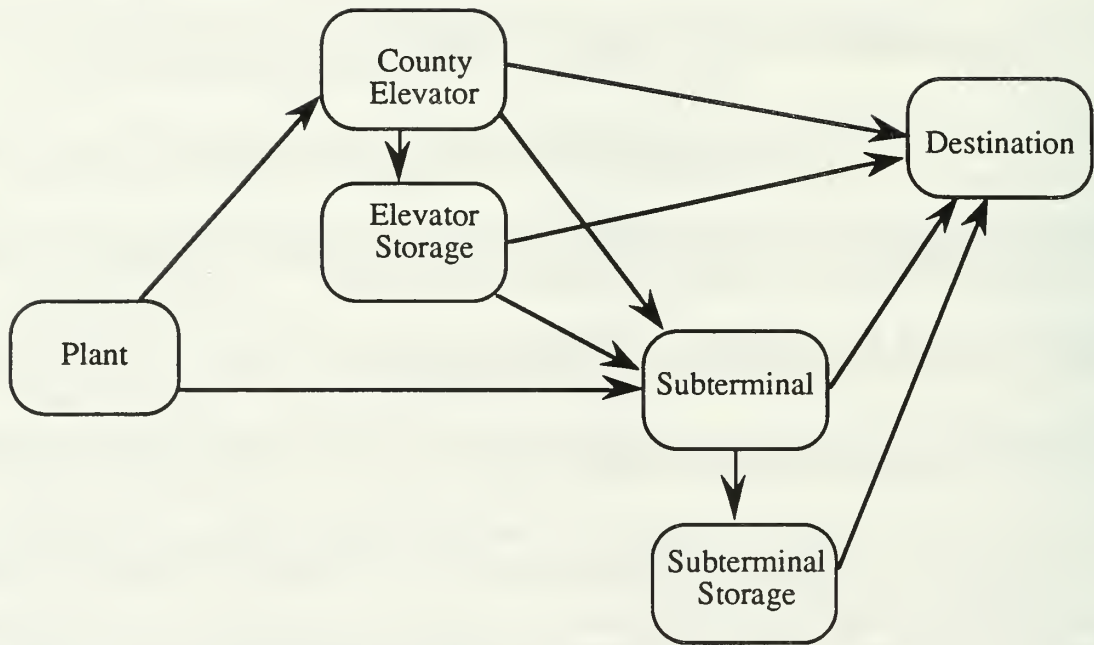 County
Elevator
Destination
Elevator
Storage
Plant
Subterminal
Subterminal
Storage